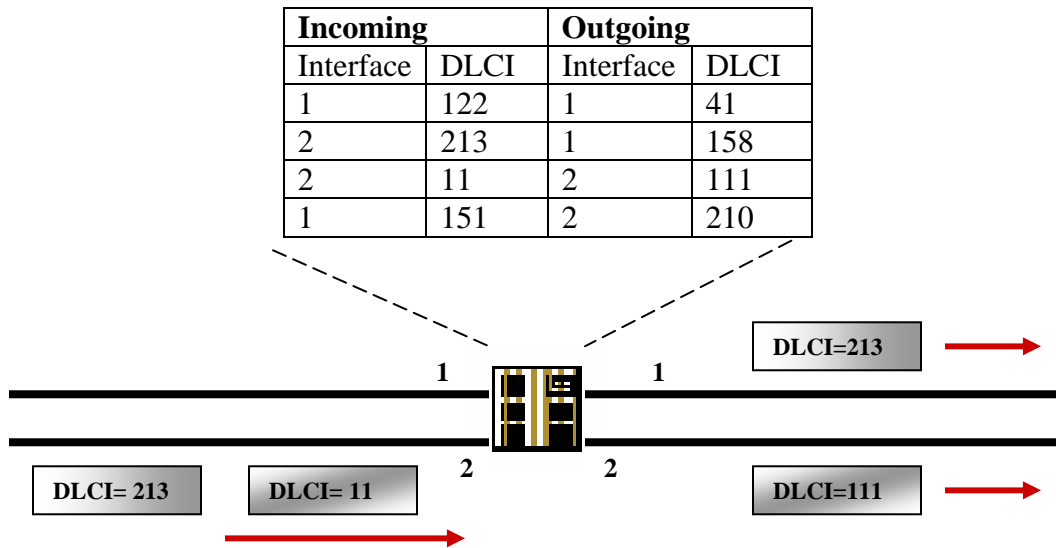 Incoming Outgoing
Interface DLCI Interface DLCI
1 122 1 41
2 213 1 158
2 11 2 111
1 151 2 210
DLCI=213
1 1
2 2
DLCI= 213 DLCI= 11 DLCI=111